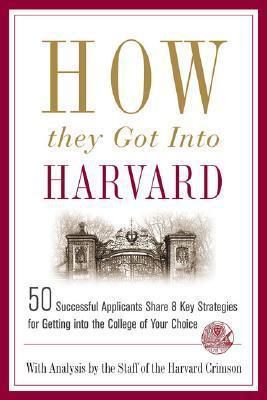 HOW
they Got Into
HARVARD
50 Successful Applicants Share 8 Key Strategies
for Getting into the College of Your Choice
With Analysis by the Staff of the Harvard Crimson